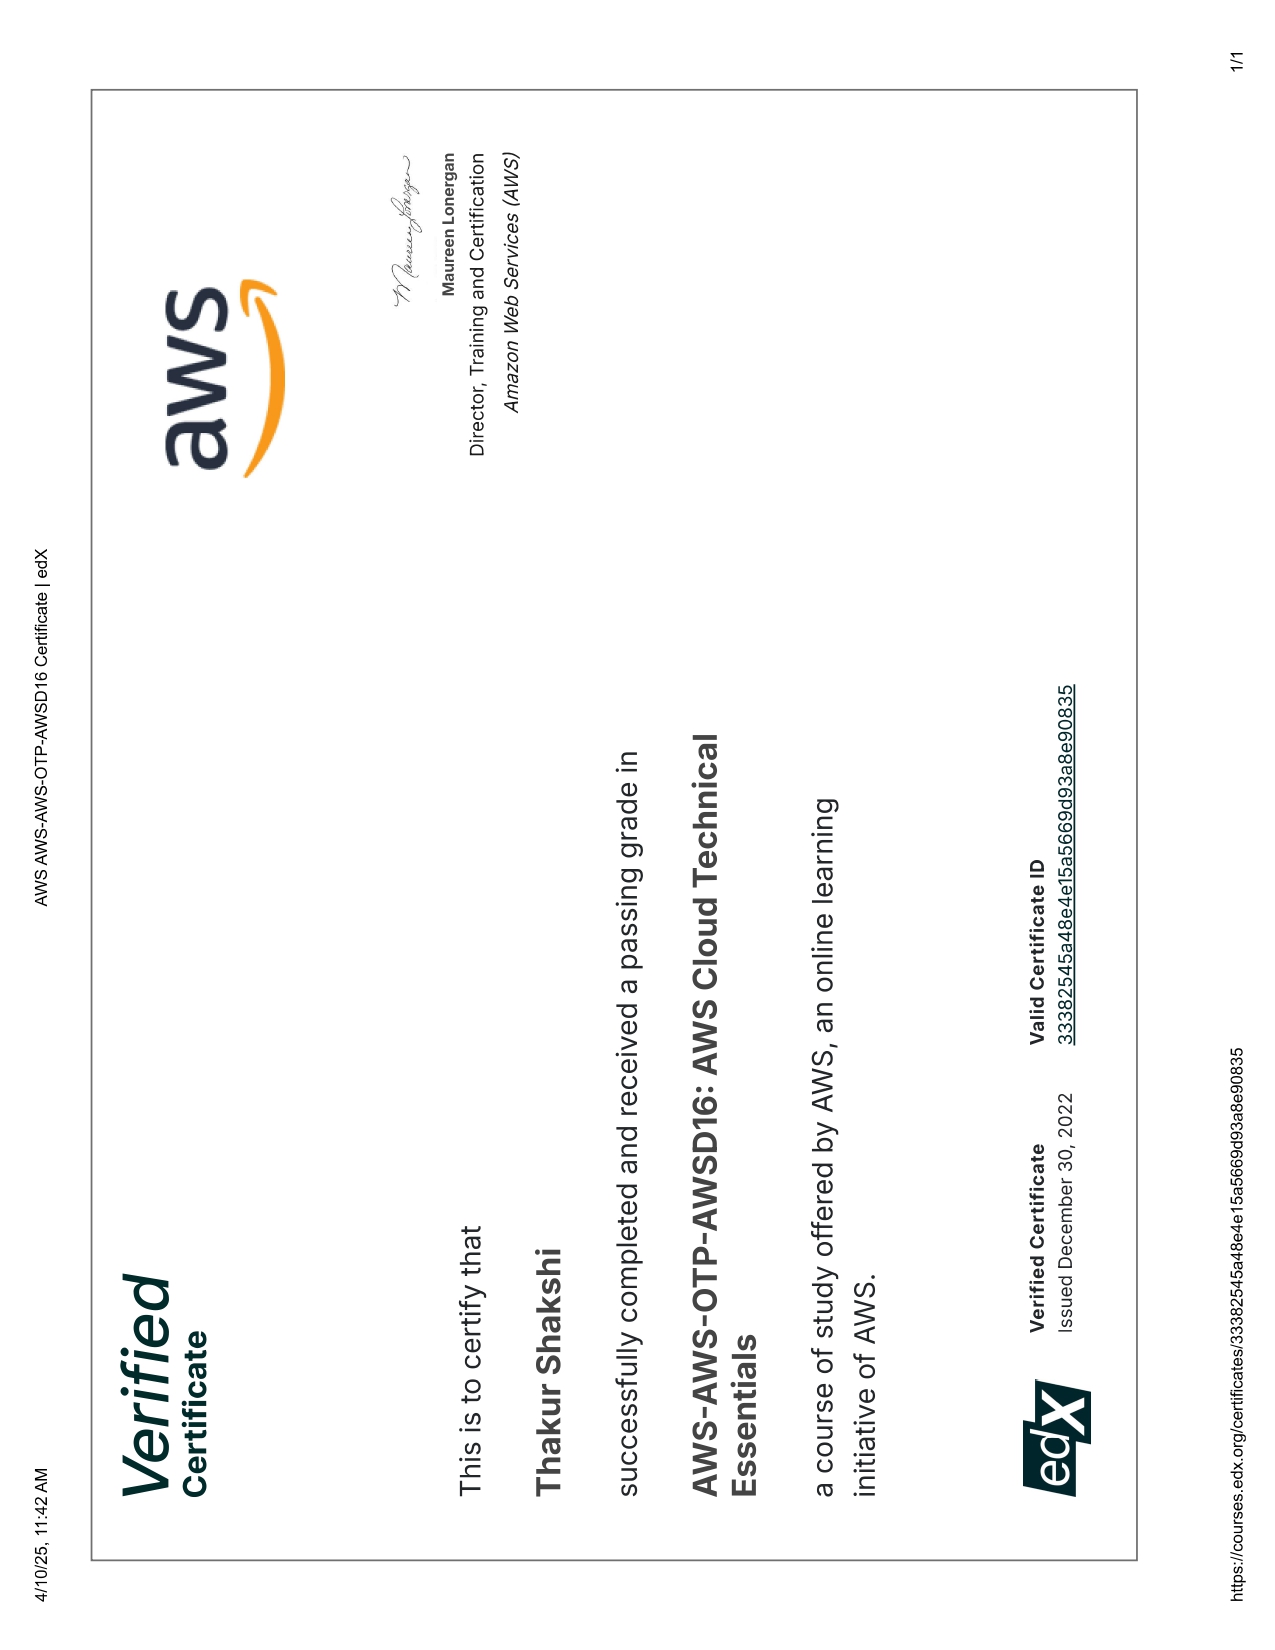 4/10/25, 11:42 AM
AWS AWS-AWS-OTP-AWSD16 Certificate | edX
Verified
Certificate
aws
Maureen Lonergan
Maureen Lonergan
Director, Training and Certification
Amazon Web Services (AWS)
This is to certify that
Thakur Shakshi
successfully completed and received a passing grade in
AWS-AWS-OTP-AWSD16: AWS Cloud Technical
Essentials
a course of study offered by AWS, an online learning
initiative of AWS.
edX
Verified Certificate
Issued December 30, 2022
Valid Certificate ID
33382545a48e4e15a5669d93a8e90835
https://courses.edx.org/certificates/33382545a48e4e15a5669d93a8e90835
1/1